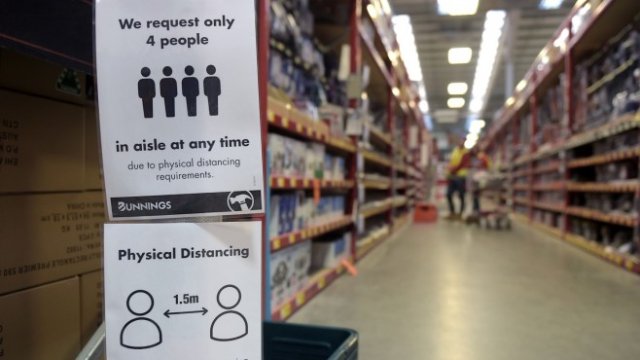 We request only
4 people
in aisle at any time
due to physical distancing
requirements.
BUNNINGS
Physical Distancing
1.5m